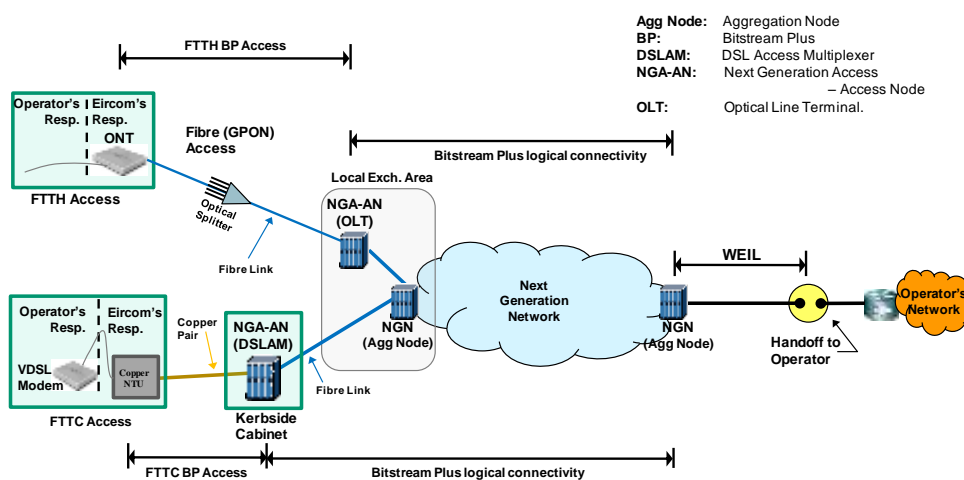 Agg Node: Aggregation Node
BP: Bitstream Plus
DSLAM: DSL Access Multiplexer
NGA-AN: Next Generation Access
– Access Node
OLT: Optical Line Terminal.
FTTH BP Access
Operator's
Resp.
Eircom's
Resp.
ONT
FTTH Access
Fibre (GPON)
Access
Optical
Splitter
Fibre Link
Bitstream Plus logical connectivity
Local Exch. Area
NGA-AN
(OLT)
NGN
(Agg Node)
Next
Generation
Network
WEIL
NGN
(Agg Node)
Handoff to
Operator
Operator's
Network
Operator's
Resp.
Eircom's
Resp.
VDSL
Modem
Copper
NTU
FTTC Access
Copper
Pair
NGA-AN
(DSLAM)
Kerbside
Cabinet
Fibre Link
FTTC BP Access
Bitstream Plus logical connectivity